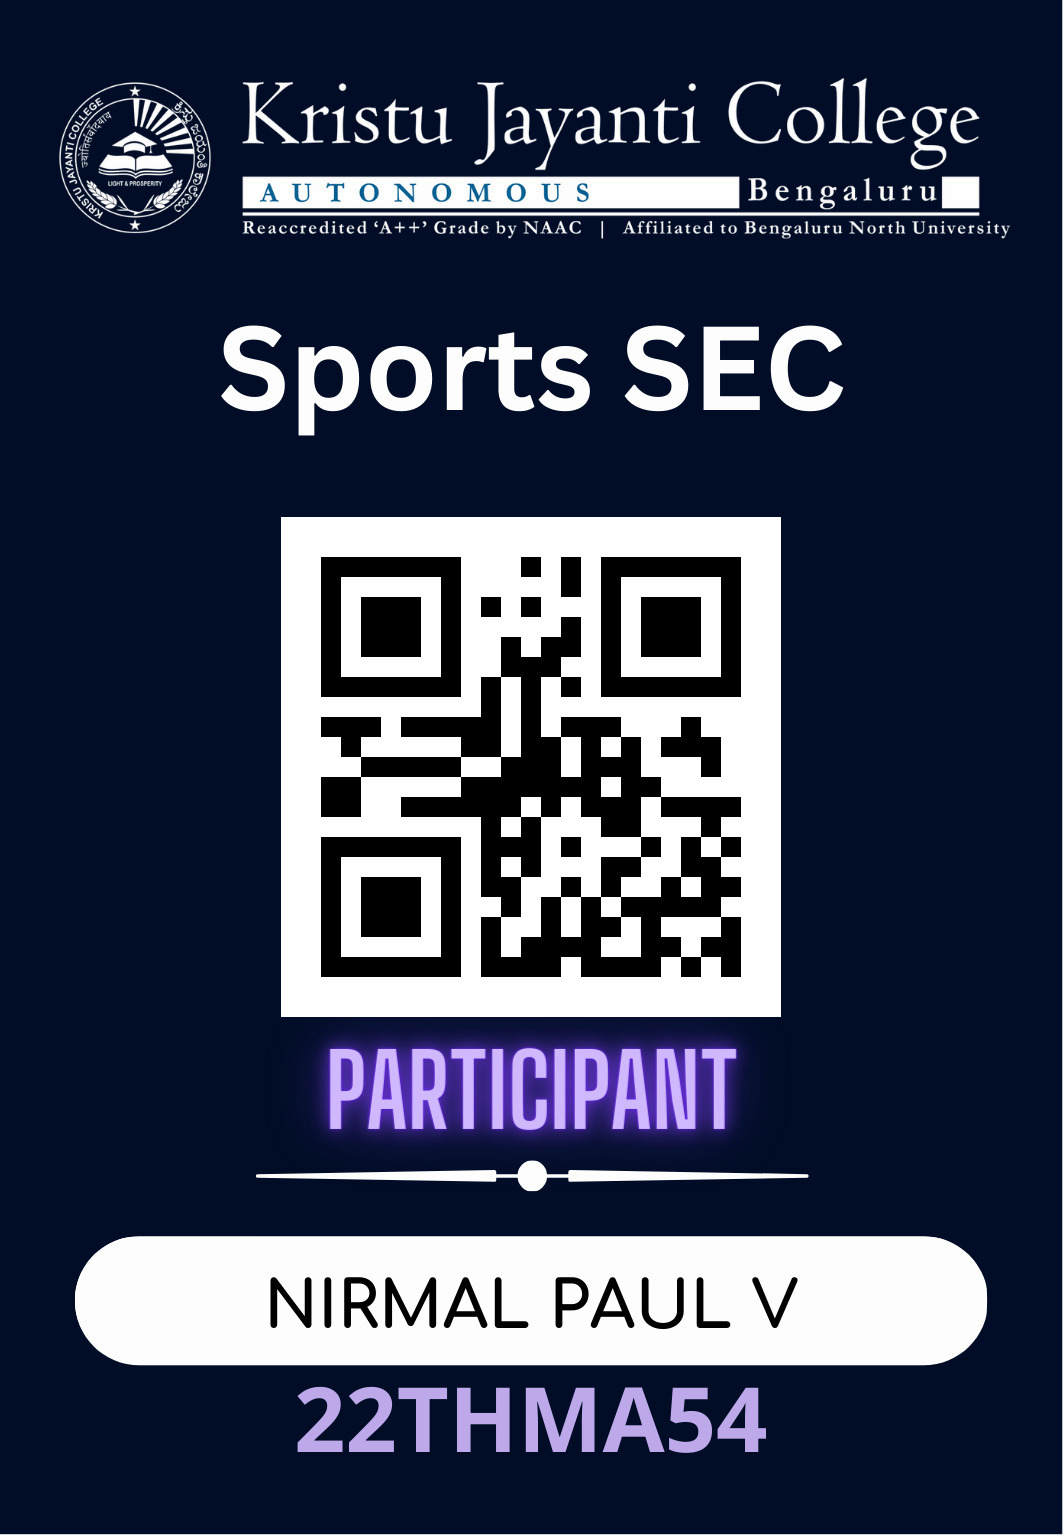 KRISTU JAYANTI COLLEGE
ಕ್ರಿಸ್ತು ಜಯಂತಿ ಕಾಲೇಜು
LIGHT & PROSPERITY
Kristu Jayanti College
AUTONOMOUS Bengaluru
Reaccredited ‘A++’ Grade by NAAC | Affiliated to Bengaluru North University
Sports SEC
PARTICIPANT
NIRMAL PAUL V
22THMA54